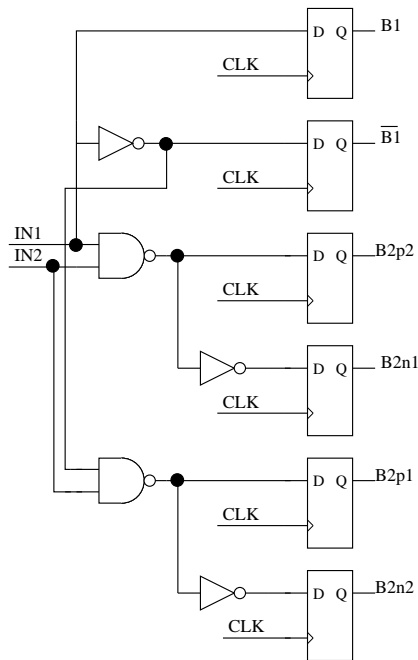 D Q B1
CLK
D Q B1
CLK
IN1
IN2
D Q B2p2
CLK
D Q B2n1
CLK
D Q B2p1
CLK
D Q B2n2
CLK